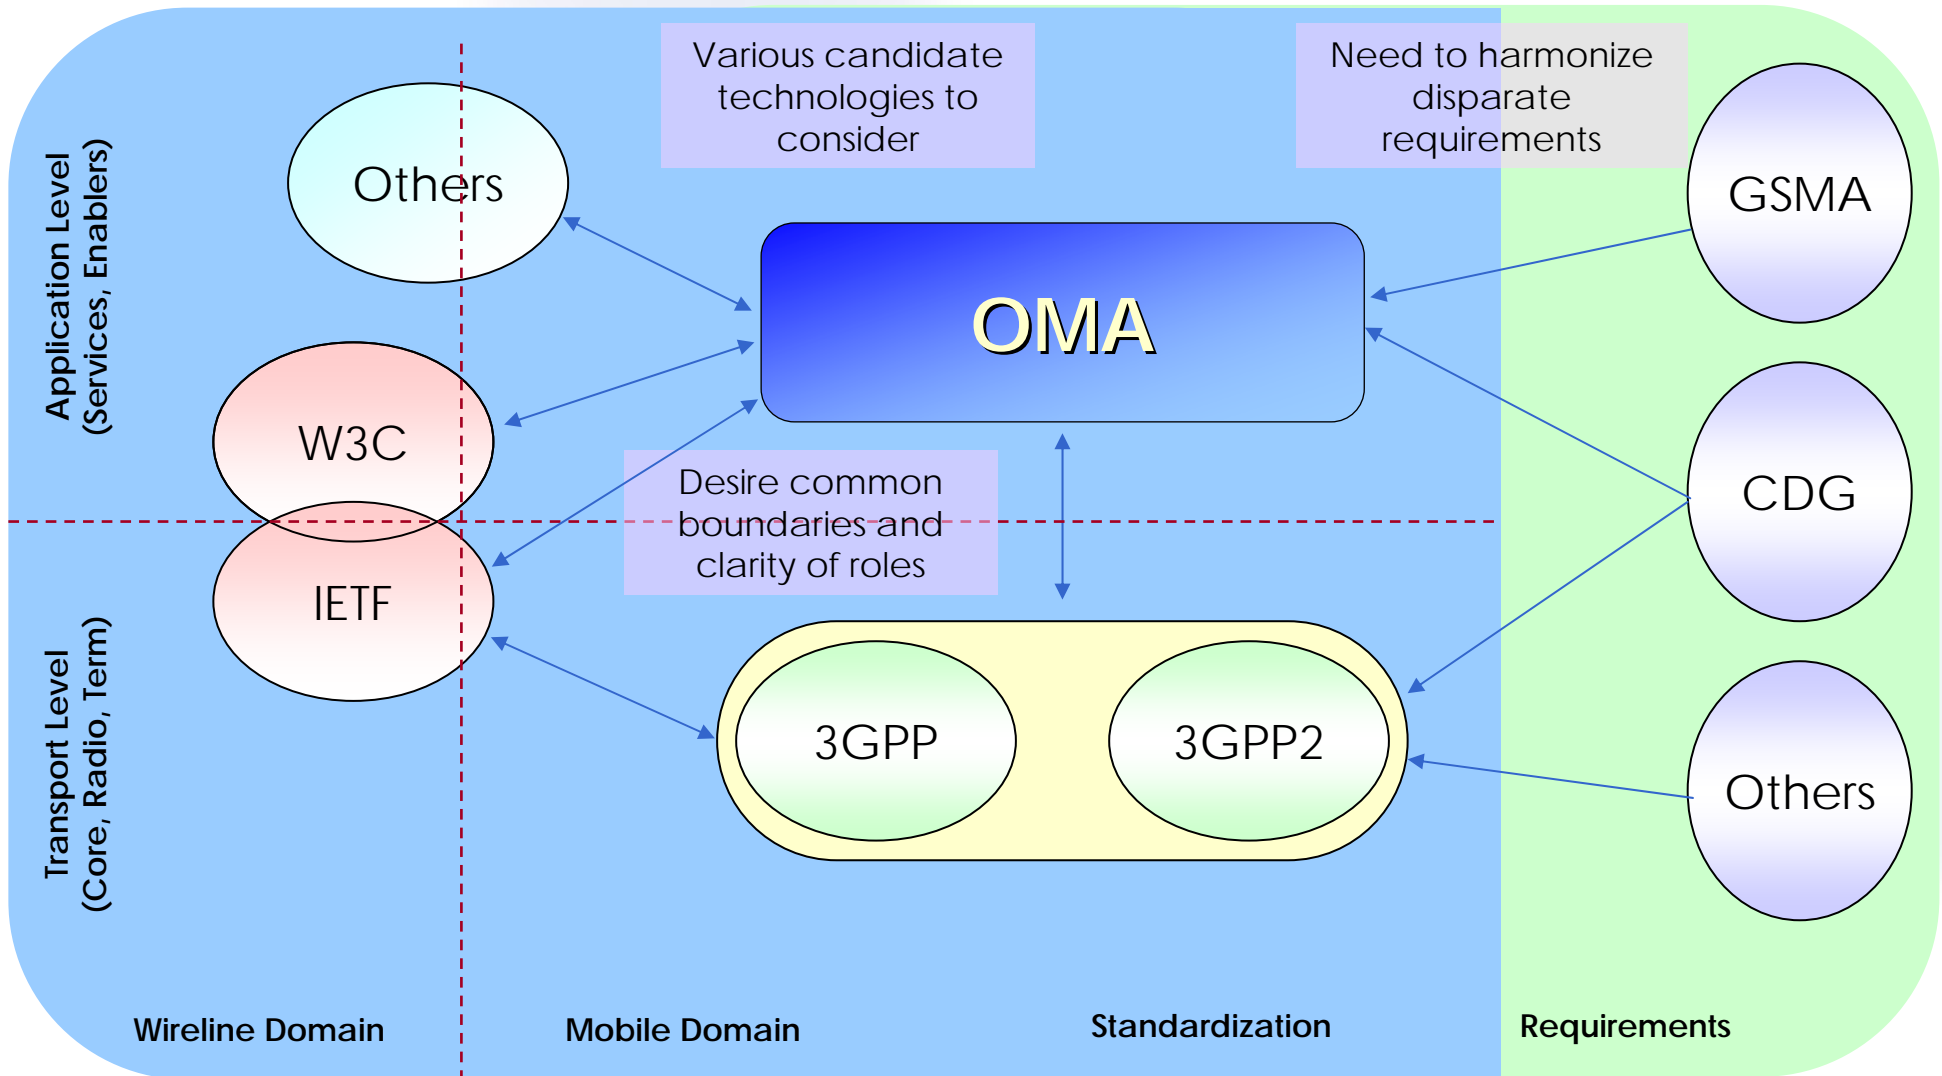 Various candidate
technologies to
consider
Need to harmonize
disparate
requirements
Application Level
(Services, Enablers)
Others
GSMA
OMA
W3C
CDG
Desire common
boundaries and
clarity of roles
IETF
Transport Level
(Core, Radio, Term)
3GPP
3GPP2
Others
Wireline Domain
Mobile Domain
Standardization
Requirements